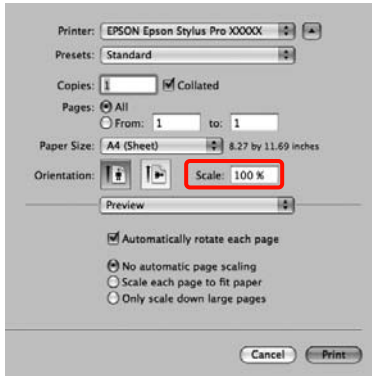 Printer: EPSON Epson Stylus Pro XXXXX
Presets: Standard
Copies: 1 Collated
Pages: All
From: 1 to: 1
Paper Size: A4 (Sheet) 8.27 by 11.69 inches
Orientation: Scale: 100 %
Preview
Automatically rotate each page
No automatic page scaling
Scale each page to fit paper
Only scale down large pages
Cancel Print